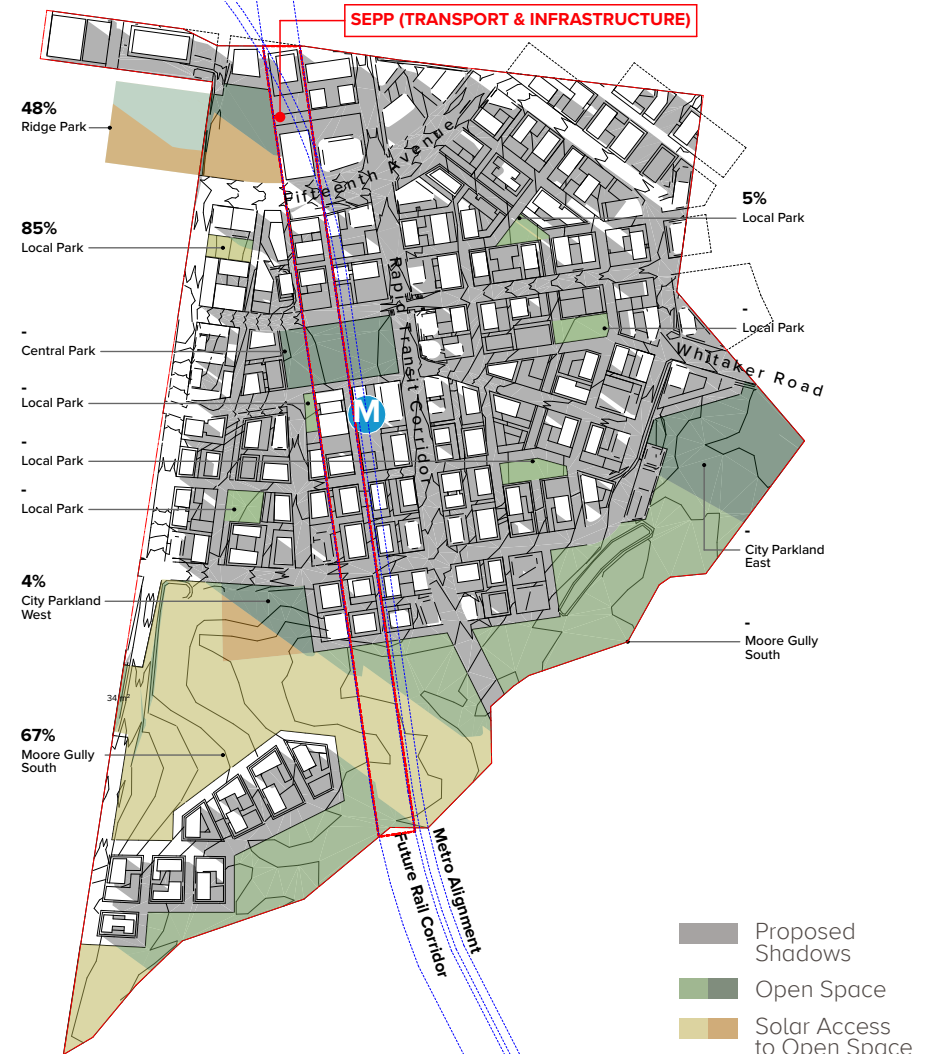 SEPP (TRANSPORT & INFRASTRUCTURE)
48%
Ridge Park
Fifteenth Avenue
5%
Local Park
85%
Local Park
Rapid Transit Corridor
-
Local Park
-
Central Park
Whitaker Road
-
Local Park
M
-
Local Park
-
Local Park
-
City Parkland
East
4%
City Parkland
West
-
Moore Gully
South
67%
Moore Gully
South
Future Rail Corridor
Metro Alignment
Proposed
Shadows
Open Space
Solar Access
to Open Space